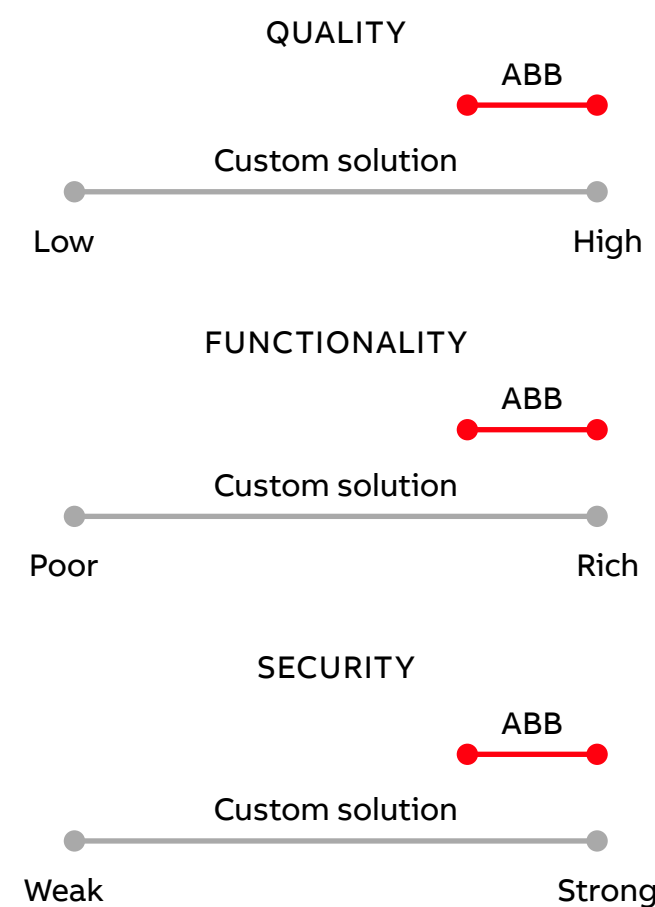 QUALITY
ABB
Custom solution
Low High
FUNCTIONALITY
ABB
Custom solution
Poor Rich
SECURITY
ABB
Custom solution
Weak Strong